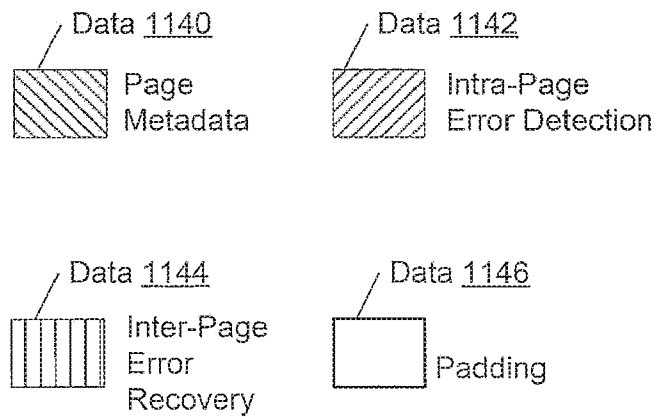 Data 1140
Page
Metadata
Data 1142
Intra-Page
Error Detection
Data 1144
Inter-Page
Error
Recovery
Data 1146
Padding